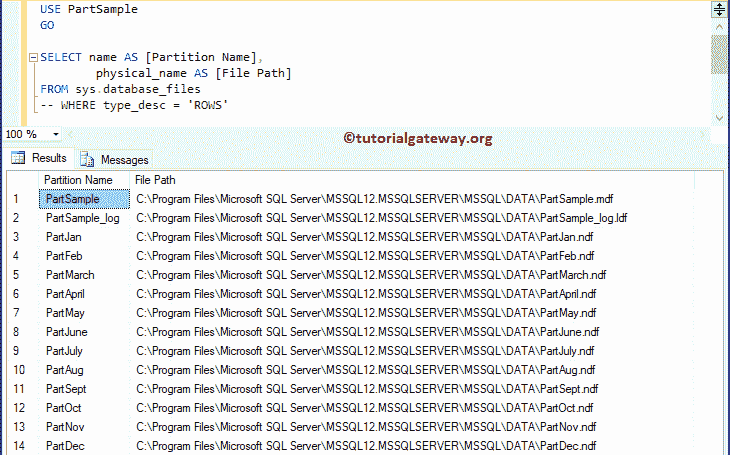 USE PartSample
GO
SELECT name AS [Partition Name],
physical_name AS [File Path]
FROM sys.database_files
-- WHERE type_desc = 'ROWS'
100 %
©tutorialgateway.org
Results Messages
Partition Name File Path
1 PartSample C:\Program Files\Microsoft SQL Server\MSSQL12.MSSQLSERVER\MSSQL\DATA\PartSample.mdf
2 PartSample_log C:\Program Files\Microsoft SQL Server\MSSQL12.MSSQLSERVER\MSSQL\DATA\PartSample_log.ldf
3 PartJan C:\Program Files\Microsoft SQL Server\MSSQL12.MSSQLSERVER\MSSQL\DATA\PartJan.ndf
4 PartFeb C:\Program Files\Microsoft SQL Server\MSSQL12.MSSQLSERVER\MSSQL\DATA\PartFeb.ndf
5 PartMarch C:\Program Files\Microsoft SQL Server\MSSQL12.MSSQLSERVER\MSSQL\DATA\PartMarch.ndf
6 PartApril C:\Program Files\Microsoft SQL Server\MSSQL12.MSSQLSERVER\MSSQL\DATA\PartApril.ndf
7 PartMay C:\Program Files\Microsoft SQL Server\MSSQL12.MSSQLSERVER\MSSQL\DATA\PartMay.ndf
8 PartJune C:\Program Files\Microsoft SQL Server\MSSQL12.MSSQLSERVER\MSSQL\DATA\PartJune.ndf
9 PartJuly C:\Program Files\Microsoft SQL Server\MSSQL12.MSSQLSERVER\MSSQL\DATA\PartJuly.ndf
10 PartAug C:\Program Files\Microsoft SQL Server\MSSQL12.MSSQLSERVER\MSSQL\DATA\PartAug.ndf
11 PartSept C:\Program Files\Microsoft SQL Server\MSSQL12.MSSQLSERVER\MSSQL\DATA\PartSept.ndf
12 PartOct C:\Program Files\Microsoft SQL Server\MSSQL12.MSSQLSERVER\MSSQL\DATA\PartOct.ndf
13 PartNov C:\Program Files\Microsoft SQL Server\MSSQL12.MSSQLSERVER\MSSQL\DATA\PartNov.ndf
14 PartDec C:\Program Files\Microsoft SQL Server\MSSQL12.MSSQLSERVER\MSSQL\DATA\PartDec.ndf